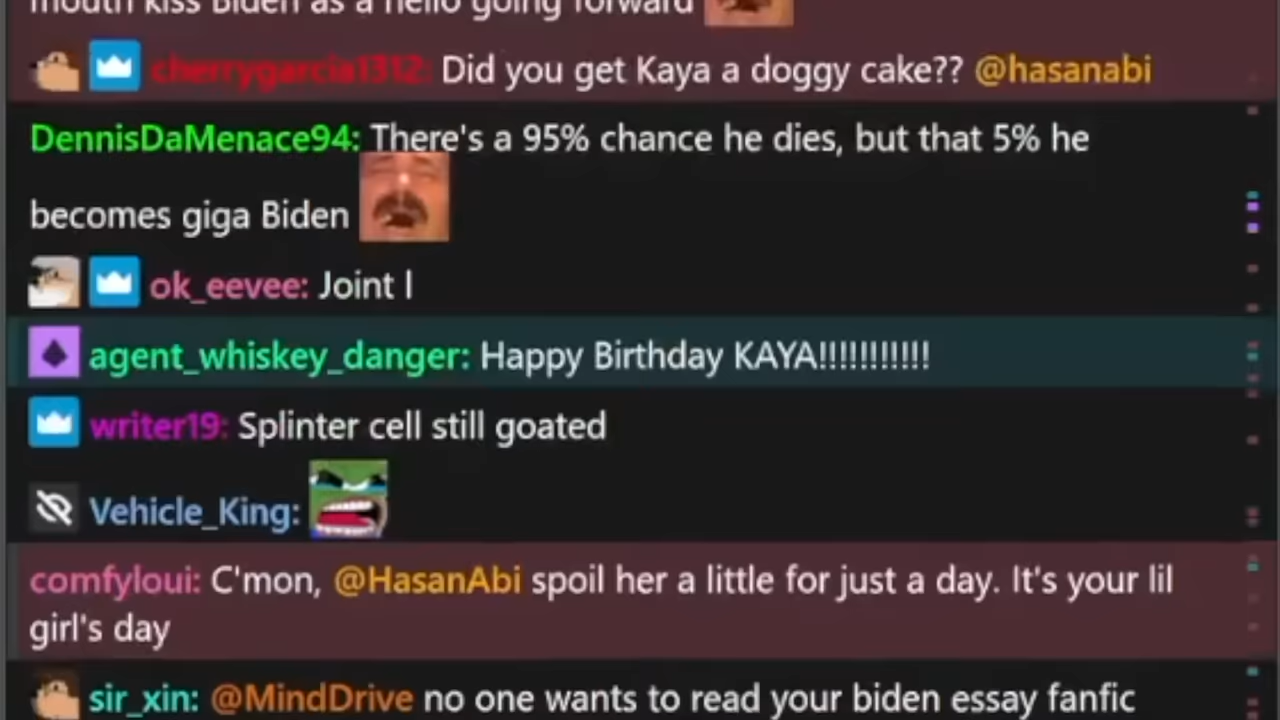 mouth kiss Biden as a hello going forward
cherrygarcia1312: Did you get Kaya a doggy cake?? @hasanabi
DennisDaMenace94: There's a 95% chance he dies, but that 5% he
becomes giga Biden
ok_eevee: Joint l
agent_whiskey_danger: Happy Birthday KAYA!!!!!!!!!!!
writer19: Splinter cell still goated
Vehicle_King:
comfyloui: C'mon, @HasanAbi spoil her a little for just a day. It's your lil
girl's day
sir_xin: @MindDrive no one wants to read your biden essay fanfic